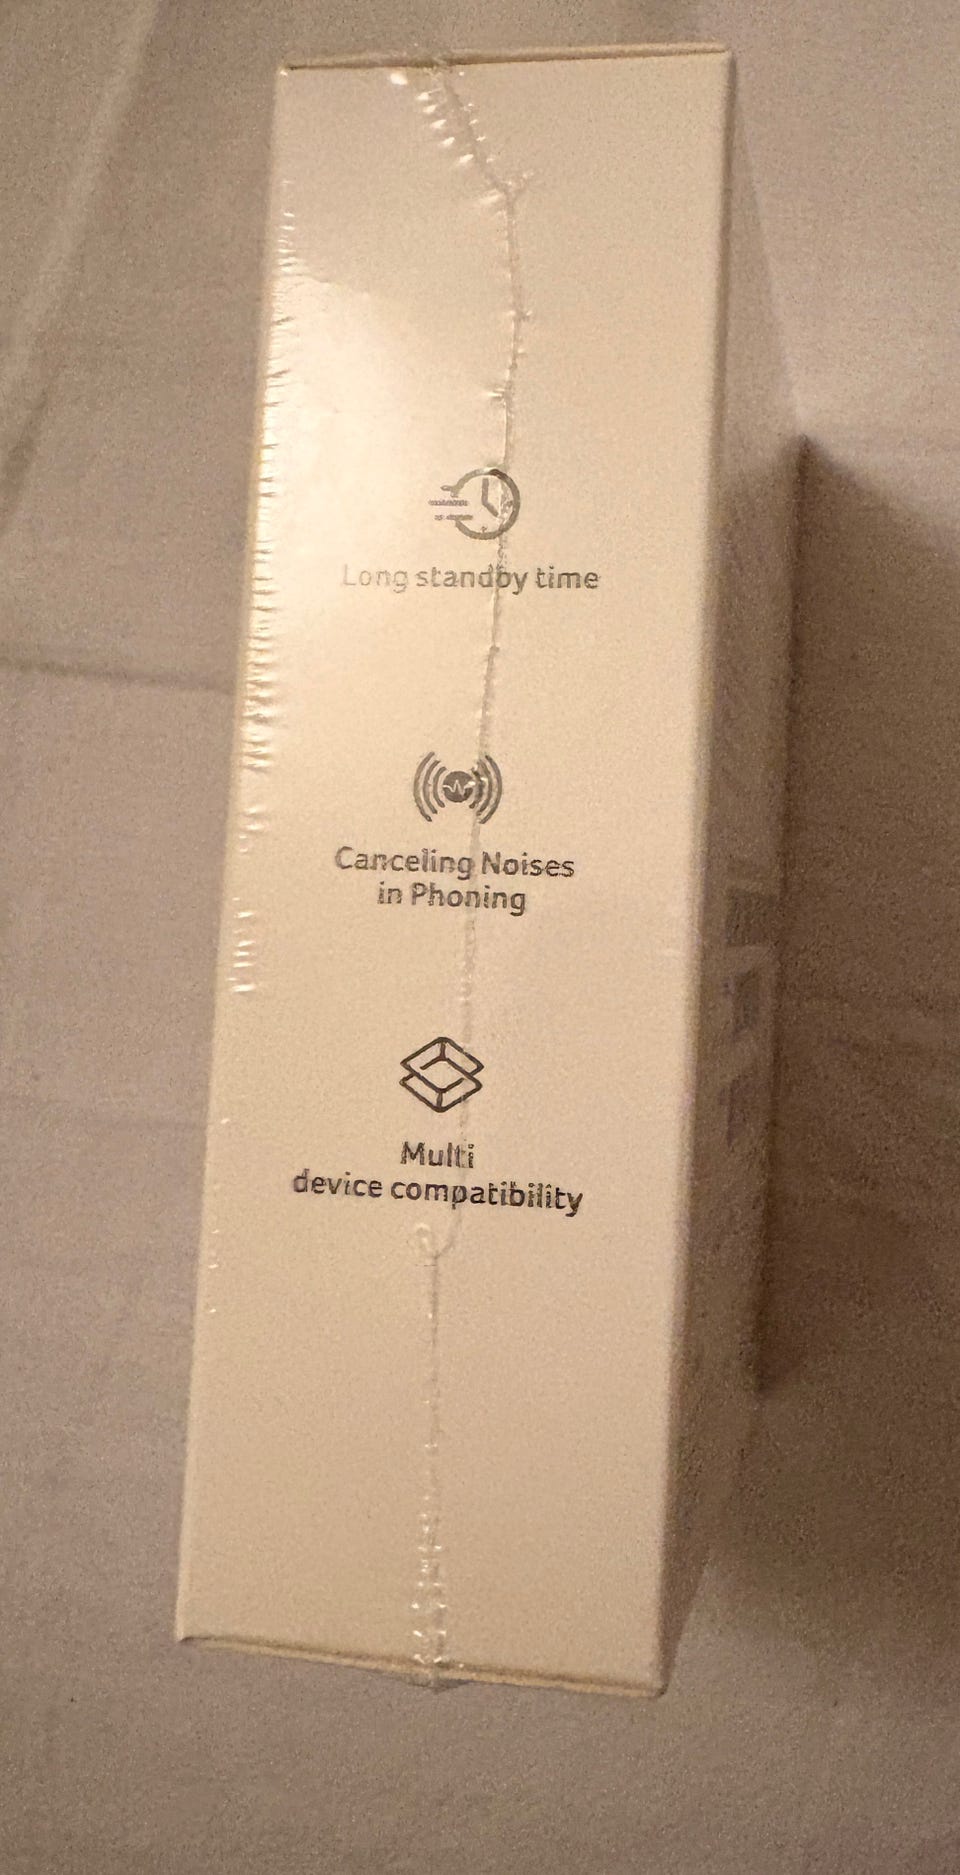 Long standby time
Canceling Noises
in Phoning
Multi
device compatibility